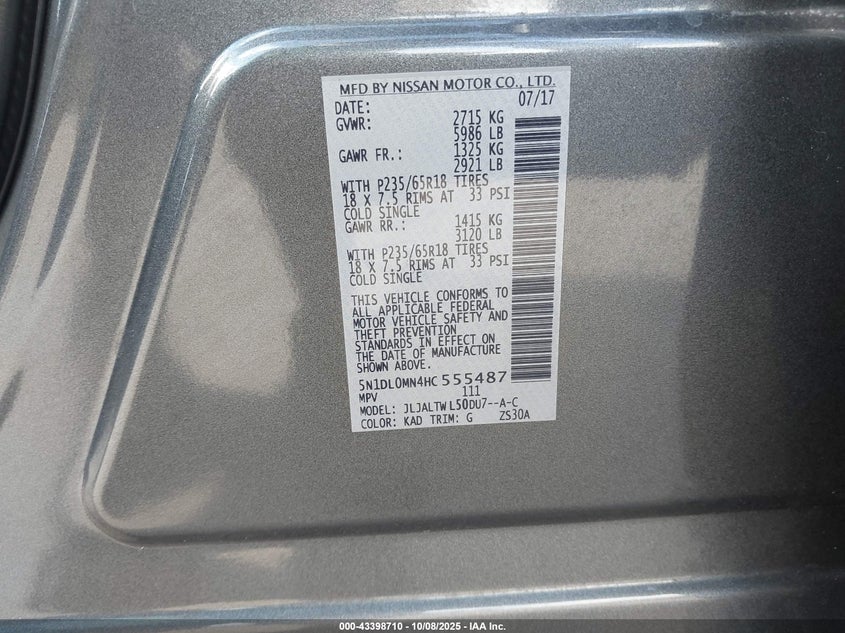 MFD BY NISSAN MOTOR CO., LTD.
DATE: 07/17
GVWR: 2715 KG
5986 LB
GAWR FR.: 1325 KG
2921 LB
WITH P235/65R18 TIRES
18 X 7.5 RIMS AT 33 PSI
COLD SINGLE
GAWR RR.: 1415 KG
3120 LB
WITH P235/65R18 TIRES
18 X 7.5 RIMS AT 33 PSI
COLD SINGLE
THIS VEHICLE CONFORMS TO
ALL APPLICABLE FEDERAL
MOTOR VEHICLE SAFETY AND
THEFT PREVENTION
STANDARDS IN EFFECT ON
THE DATE OF MANUFACTURE
SHOWN ABOVE.
5N1DL0MN4HC555487
MPV 111
MODEL: JLJALTWL50DU7--A-C
COLOR: KAD TRIM: G ZS30A
000-43398710 - 10/08/2025 - IAA Inc.